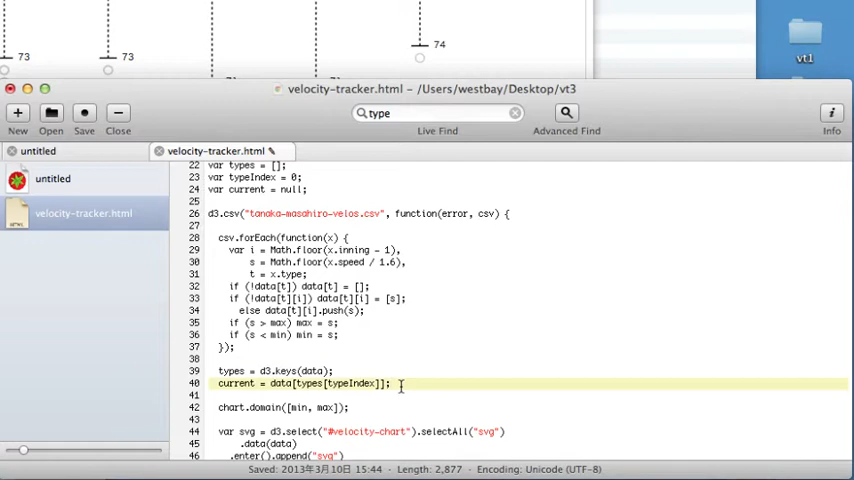 73
73
74
vt1
velocity-tracker.html - /Users/westbay/Desktop/vt3
type
New Open Save Close
Live Find
Advanced Find
Info
untitled
velocity-tracker.html
untitled
velocity-tracker.html
22 var types = [];
23 var typeIndex = 0;
24 var current = null;
25
26 d3.csv("tanaka-masahiro-velos.csv", function(error, csv) {
27
28 csv.forEach(function(x) {
29 var i = Math.floor(x.inning - 1),
30 s = Math.floor(x.speed / 1.6),
31 t = x.type;
32 if (!data[t]) data[t] = [];
33 if (!data[t][i]) data[t][i] = [s];
34 else data[t][i].push(s);
35 if (s > max) max = s;
36 if (s < min) min = s;
37 });
38
39 types = d3.keys(data);
40 current = data[types[typeIndex]];
41
42 chart.domain([min, max]);
43
44 var svg = d3.select("#velocity-chart").selectAll("svg")
45 .data(data)
46 .enter().append("svg")
Saved: 2013年3月10日 15:44 - Length: 2,877 - Encoding: Unicode (UTF-8)